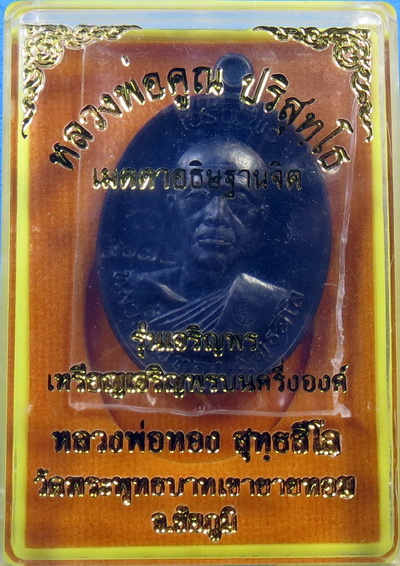 หลวงพ่อคูณ ปริสุทฺโธ
เมตตาอธิษฐานจิต
รุ่นเจริญพร
เหรียญเจริญพรบนครึ่งองค์
หลวงพ่อทอง สุทฺธสีโล
วัดพระพุทธบาทเขายายหอม
จ.ชัยภูมิ